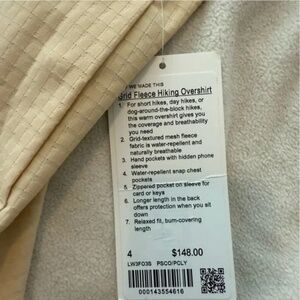 WE MADE THIS
Grid Fleece Hiking Overshirt
1. For short hikes, day hikes, or
dog-around-the-block hikes,
this warm overshirt gives you
the coverage and breathability
you need
2. Grid-textured mesh fleece
fabric is water-repellent and
naturally breathable
3. Hand pockets with hidden phone
sleeve
4. Water-repellent snap chest
pockets
5. Zippered pocket on sleeve for
card or keys
6. Longer length in the back
offers protection when you sit
down
7. Relaxed fit, bum-covering
length
4 $148.00
LW3FO3S PSCO/PCLY
000143554616